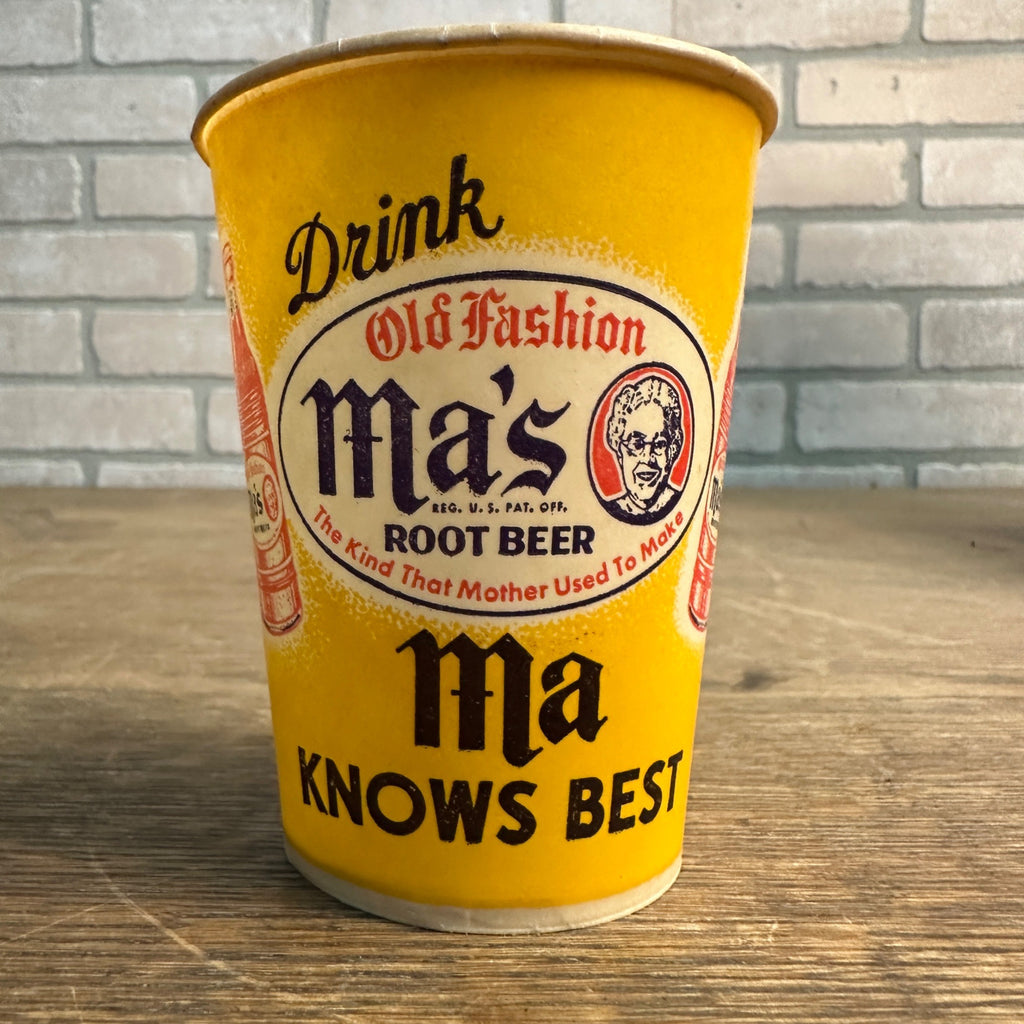 Drink
Old Fashion
Ma's
REG. U. S. PAT. OFF.
ROOT BEER
The Kind That Mother Used To Make
Ma
KNOWS BEST